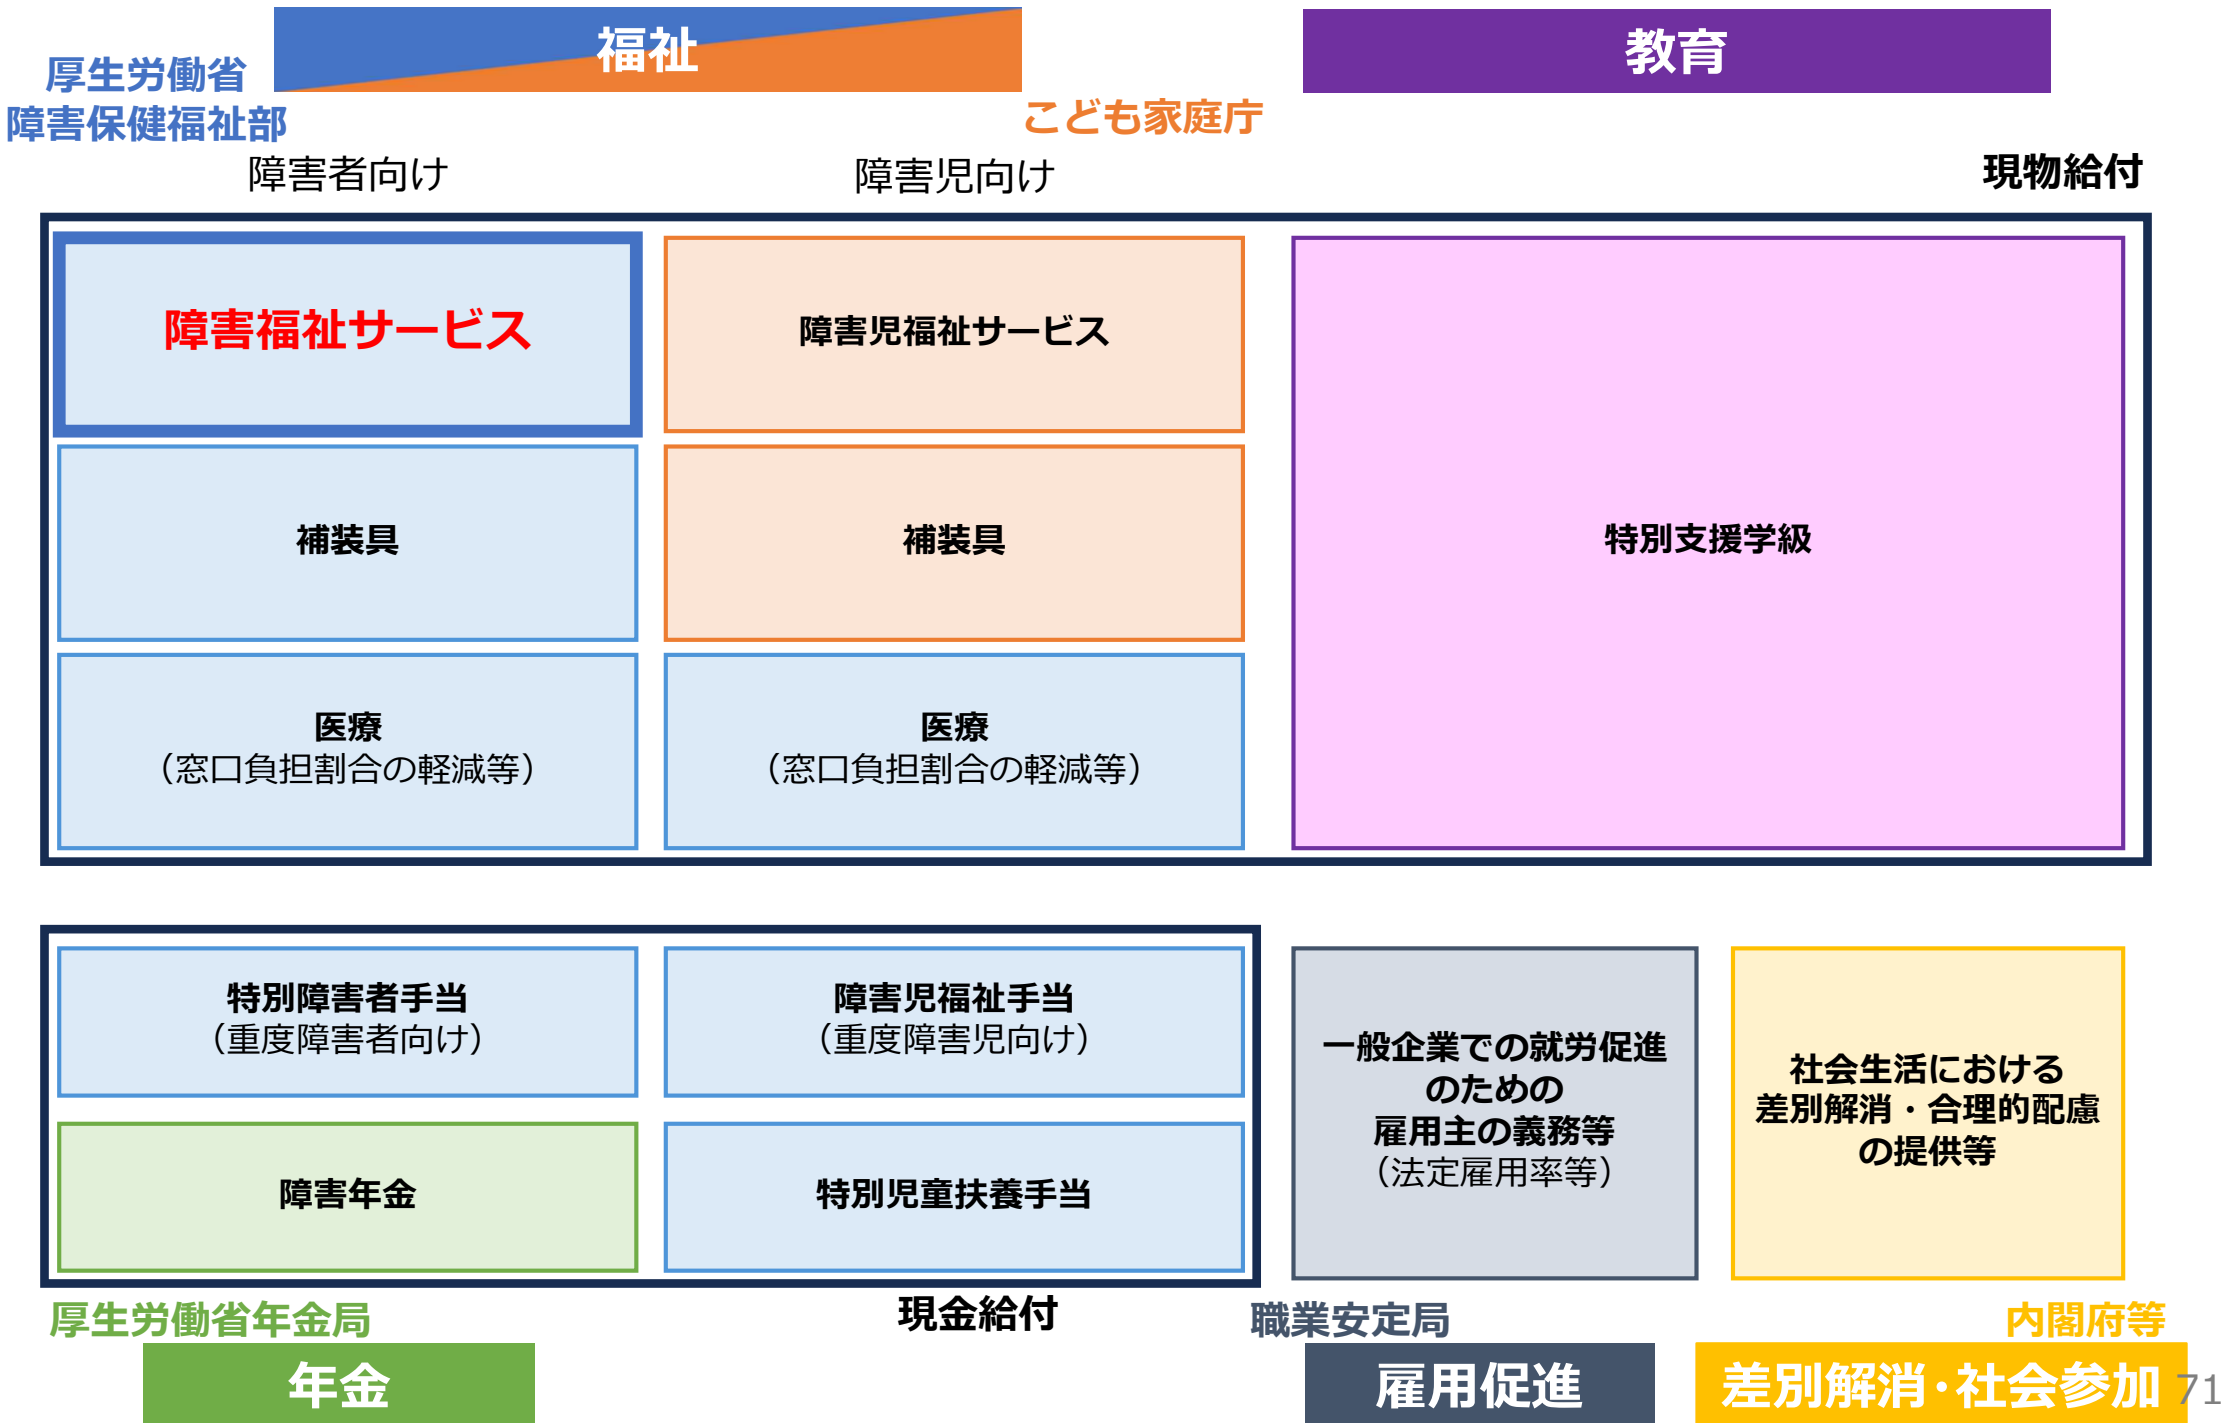 福祉
教育
厚生労働省
障害保健福祉部
こども家庭庁
障害者向け
障害児向け
現物給付
障害福祉サービス
障害児福祉サービス
補装具
補装具
特別支援学級
医療
（窓口負担割合の軽減等）
医療
（窓口負担割合の軽減等）
特別障害者手当
（重度障害者向け）
障害児福祉手当
（重度障害児向け）
一般企業での就労促進
のための
雇用主の義務等
（法定雇用率等）
社会生活における
差別解消・合理的配慮
の提供等
障害年金
特別児童扶養手当
厚生労働省年金局
現金給付
職業安定局
内閣府等
年金
雇用促進
差別解消･社会参加
71